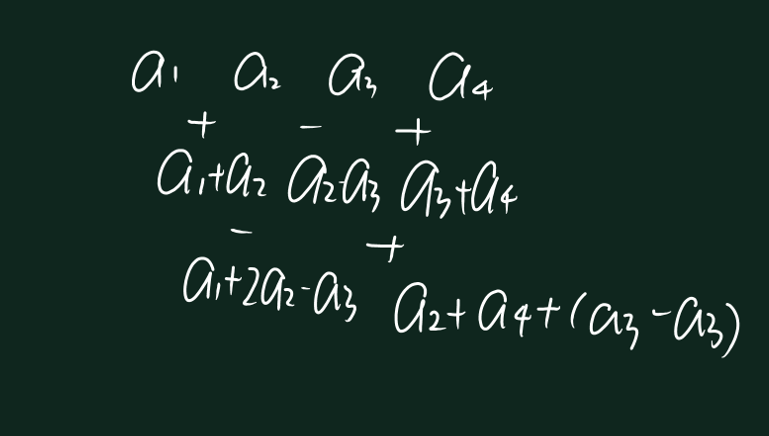 a₁ a₂ a₃ a₄
+ - +
a₁+a₂ a₂-a₃ a₃+a₄
- +
a₁+2a₂-a₃ a₂+a₄+(a₃-a₃)